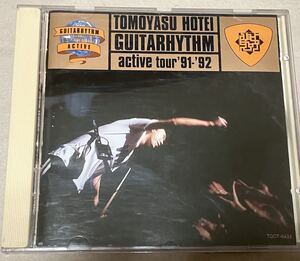 TOMOYASU HOTEI
GUITARHYTHM
active tour'91-'92
GUITARHYTHM
ACTIVE